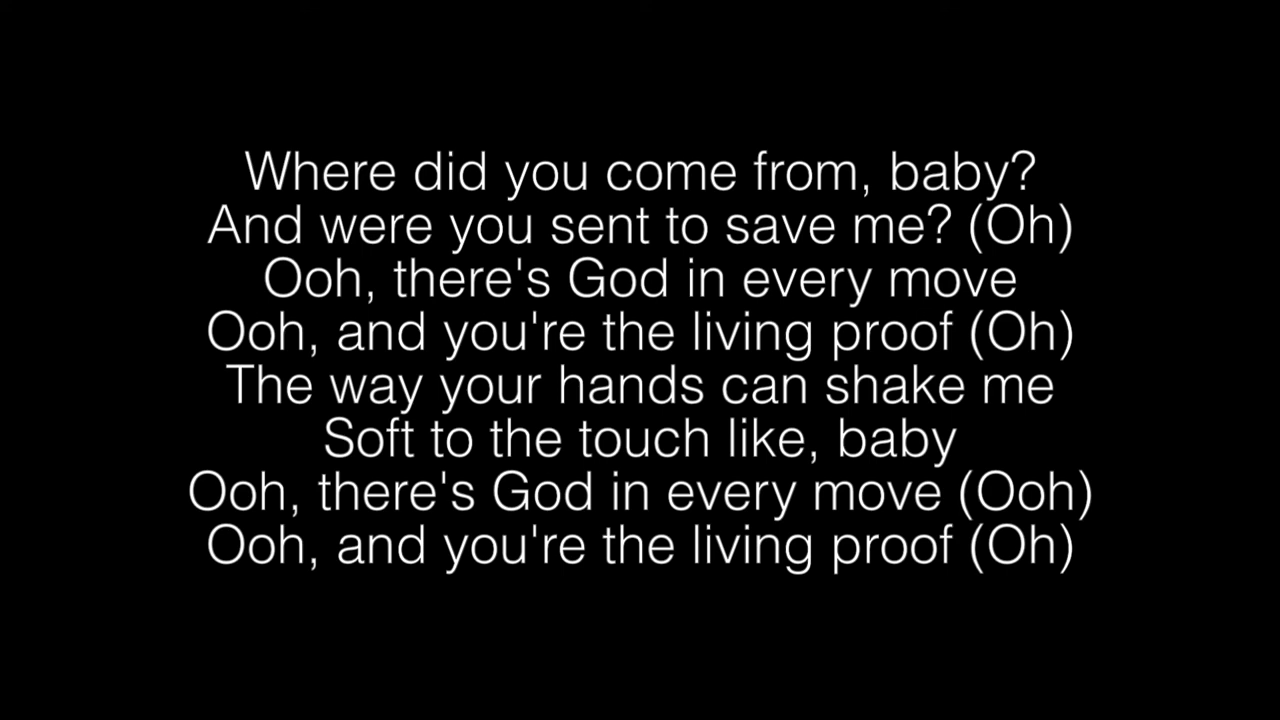 Where did you come from, baby?
And were you sent to save me? (Oh)
Ooh, there's God in every move
Ooh, and you're the living proof (Oh)
The way your hands can shake me
Soft to the touch like, baby
Ooh, there's God in every move (Ooh)
Ooh, and you're the living proof (Oh)